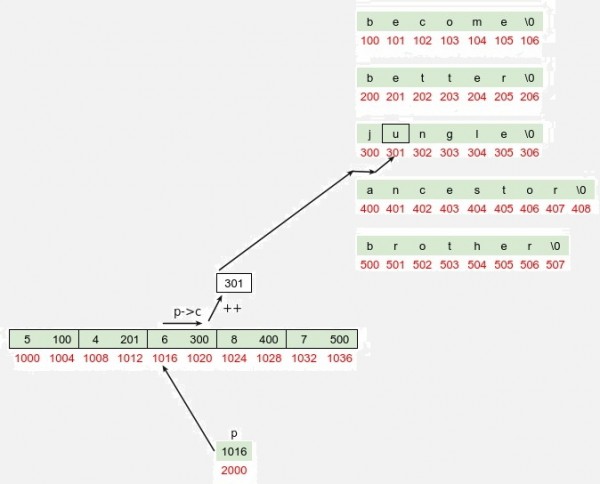 b e c o m e \0
100 101 102 103 104 105 106
b e t t e r \0
200 201 202 203 204 205 206
j u n g l e \0
300 301 302 303 304 305 306
a n c e s t o r \0
400 401 402 403 404 405 406 407 408
b r o t h e r \0
500 501 502 503 504 505 506 507
301
p->c ++
5 100 4 201 6 300 8 400 7 500
1000 1004 1008 1012 1016 1020 1024 1028 1032 1036
p
1016
2000